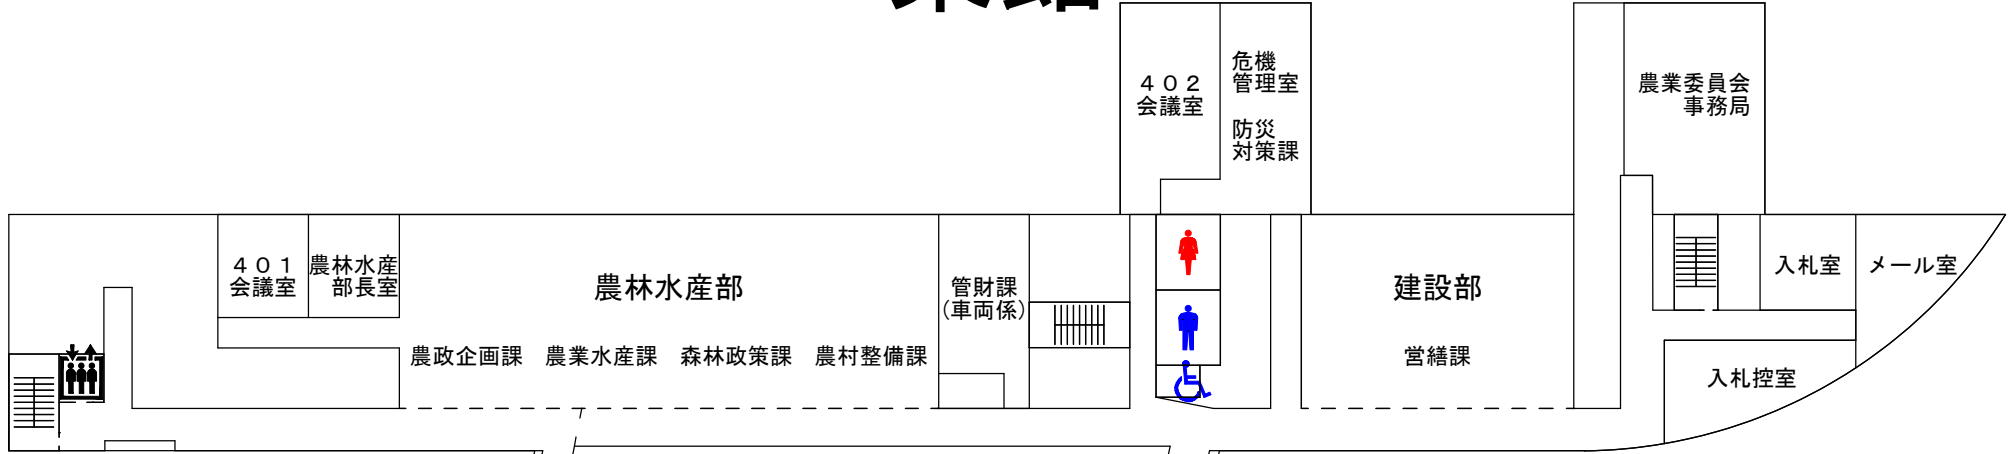 ４０２
会議室
危機
管理室
防災
対策課
農業委員会
事務局
４０１
会議室
農林水産
部長室
農林水産部
農政企画課　農業水産課　森林政策課　農村整備課
管財課
(車両係)
建設部
営繕課
入札室
メール室
入札控室